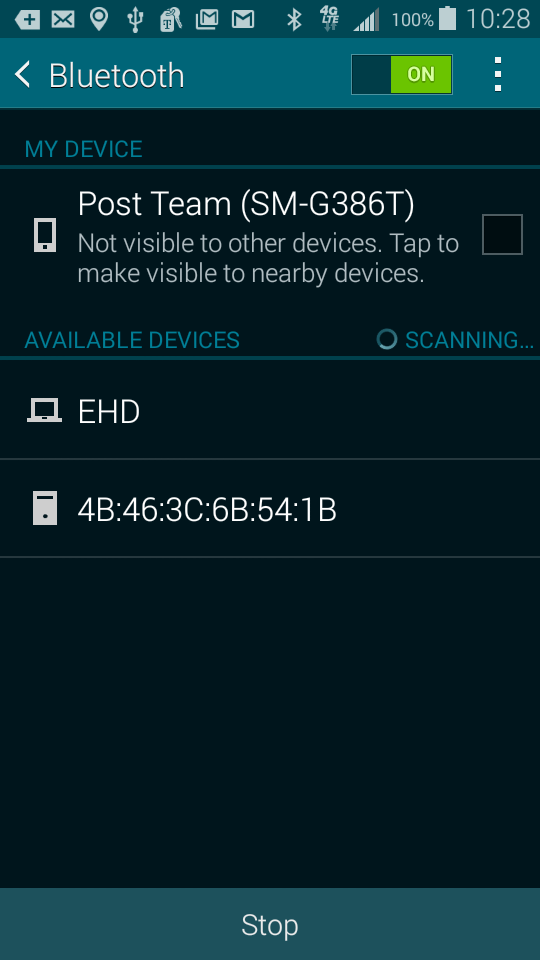 4G LTE 100% 10:28
Bluetooth ON
MY DEVICE
Post Team (SM-G386T)
Not visible to other devices. Tap to
make visible to nearby devices.
AVAILABLE DEVICES SCANNING...
EHD
4B:46:3C:6B:54:1B
Stop